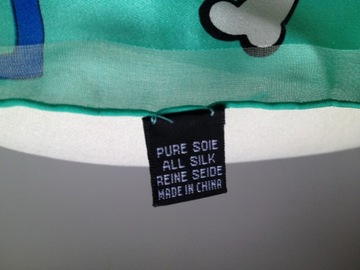 PURE SOIE
ALL SILK
REINE SEIDE
MADE IN CHINA